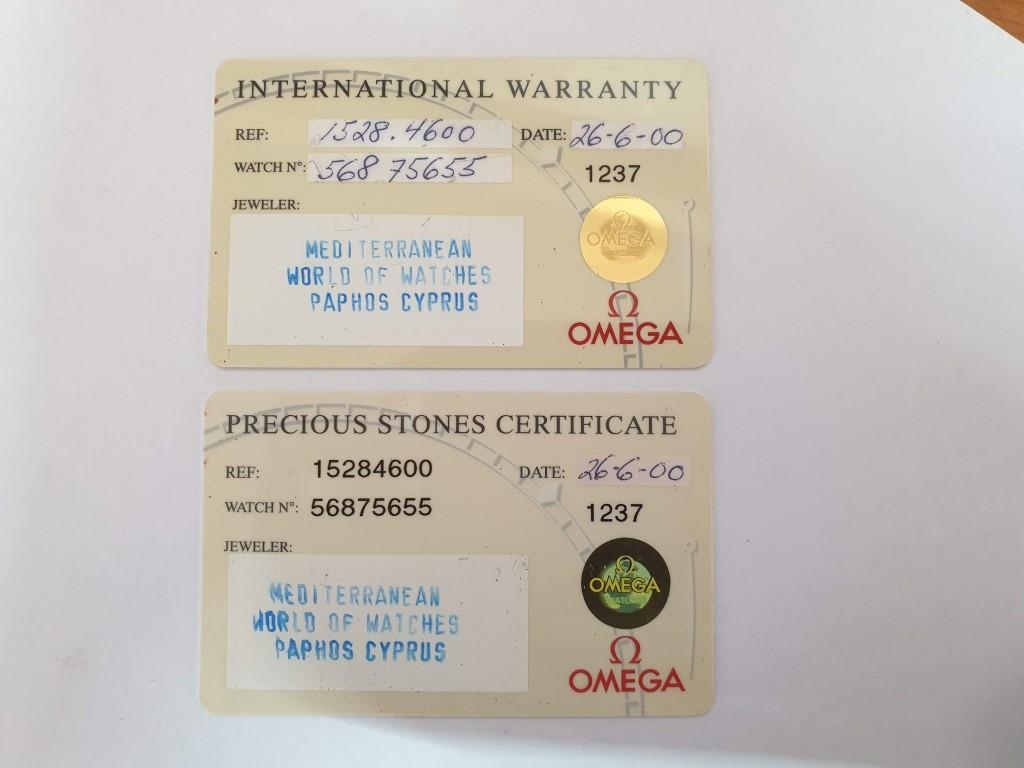 INTERNATIONAL WARRANTY
REF: 1528.4600 DATE: 26-6-00
WATCH N°: 568 75655 1237
JEWELER:
MEDITERRANEAN
WORLD OF WATCHES
PAPHOS CYPRUS
Ω
OMEGA
Ω
OMEGA
PRECIOUS STONES CERTIFICATE
REF: 15284600 DATE: 26-6-00
WATCH N°: 56875655 1237
JEWELER:
MEDITERRANEAN
WORLD OF WATCHES
PAPHOS CYPRUS
Ω
OMEGA
WATCHES
Ω
OMEGA